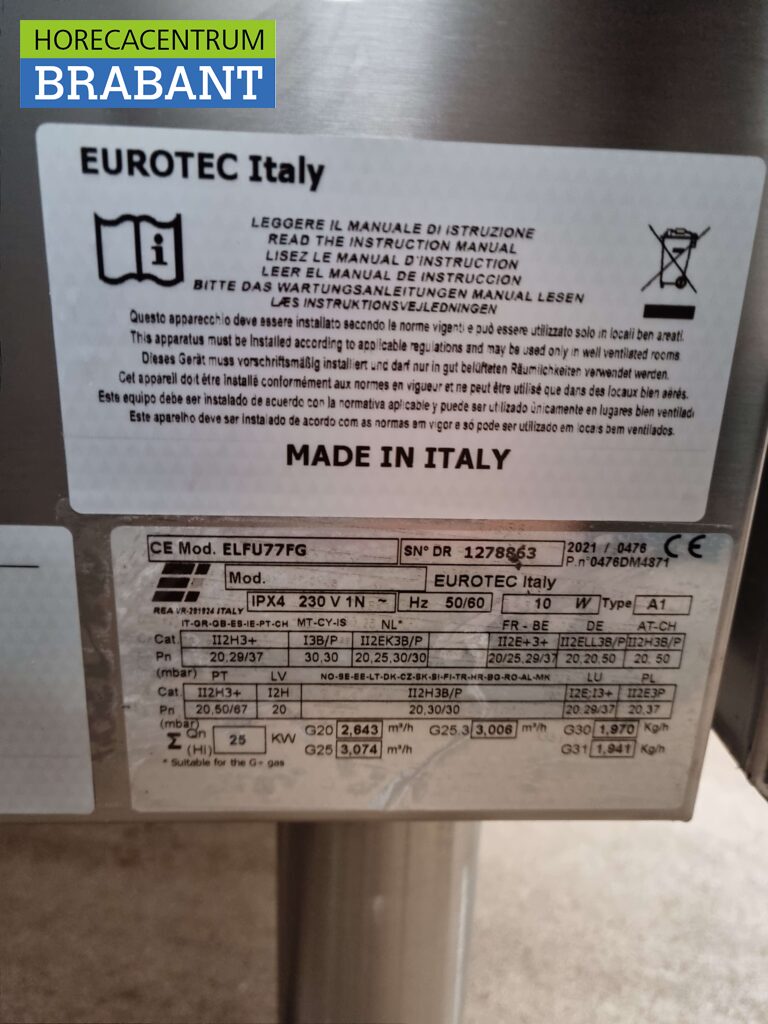 HORECACENTRUM
BRABANT
EUROTEC Italy
LEGGERE IL MANUALE DI ISTRUZIONE
READ THE INSTRUCTION MANUAL
LISEZ LE MANUAL D'INSTRUCTION
LEER EL MANUAL DE INSTRUCCION
BITTE DAS WARTUNGSANLEITUNGEN MANUAL LESEN
LÆS INSTRUKTIONSVEJLEDNINGEN
Questo apparecchio deve essere installato secondo le norme vigenti e può essere utilizzato solo in locali ben areati.
This apparatus must be installed according to applicable regulations and may be used only in well ventilated rooms
Dieses Gerät muss vorschriftsmäßig installiert und darf nur in gut belüfteten Räumlichkeiten verwendet werden.
Cet appareil doit être Installé conformément aux normes en vigueur et ne peut être utilisé que dans des locaux bien aérés.
Este equipo debe ser instalado de acuerdo con la normativa aplicable y puede ser utilizado únicamente en lugares bien ventilad
Este aparelho deve ser instalado de acordo com as normas em vigor e só pode ser utilizado em locais bem ventilados.
MADE IN ITALY
CE Mod. ELFU77FG SN° DR 1278863 2021 / 0476 CE
P.n°0476DM4871
Mod. EUROTEC Italy
REA VR-281924 ITALY IPX4 230 V 1N ~ Hz 50/60 10 W Type A1
IT-GR-GB-ES-IE-PT-CH MT-CY-IS NL* FR - BE DE AT-CH
Cat. II2H3+ I3B/P II2EK3B/P II2E+3+ II2ELL3B/P II2H3B/P
Pn 20,29/37 30,30 20,25,30/30 20/25.29/37 20,20,50 20, 50
(mbar) PT LV NO-SE-EE-LT-DK-CZ-SK-SI-FI-TR-HR-BG-RO-AL-MK LU PL
Cat. II2H3+ I2H II2H3B/P I2E;I3+ II2E3P
Pn 20,50/67 20 20,30/30 20.29/37 20.37
(mbar)
Σ Qn (Hi) 25 KW G20 2,643 m³/h G25.3 3,006 m³/h G30 1,970 Kg/h
G25 3,074 m³/h G31 1,941 Kg/h
* Suitable for the G+ gas